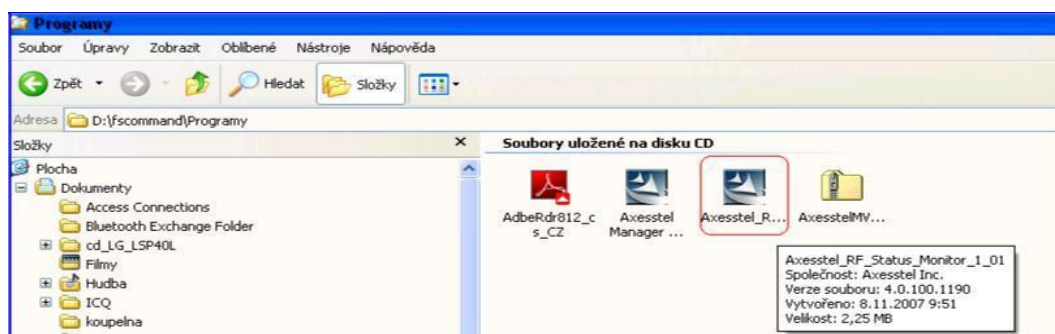 Programy
Soubor Úpravy Zobrazit Oblíbené Nástroje Nápověda
Zpět Hledat Složky
Adresa D:\fscommand\Programy
Složky × Soubory uložené na disku CD
Plocha
Dokumenty
Access Connections
Bluetooth Exchange Folder
cd_LG_LSP40L
Filmy
Hudba
ICQ
koupelna
AdbeRdr812_c
s_CZ
Axesstel
Manager ...
Axesstel_R...
AxesstelMV...
Axesstel_RF_Status_Monitor_1_01
Společnost: Axesstel Inc.
Verze souboru: 4.0.100.1190
Vytvořeno: 8.11.2007 9:51
Velikost: 2,25 MB